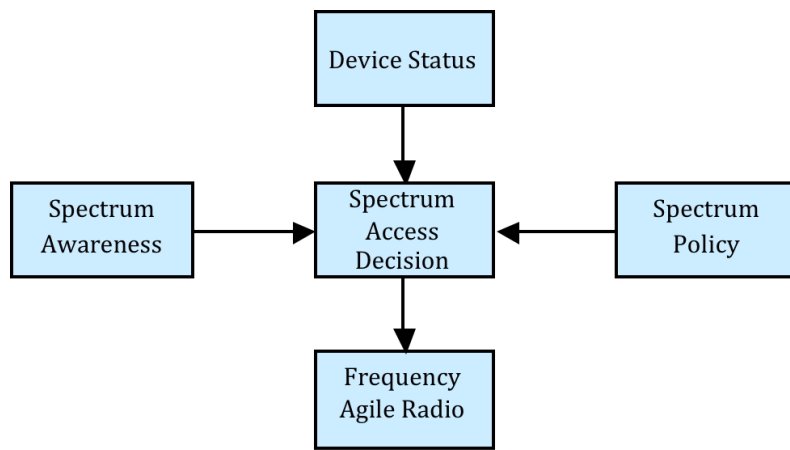 Device Status
Spectrum
Awareness
Spectrum
Access
Decision
Spectrum
Policy
Frequency
Agile Radio